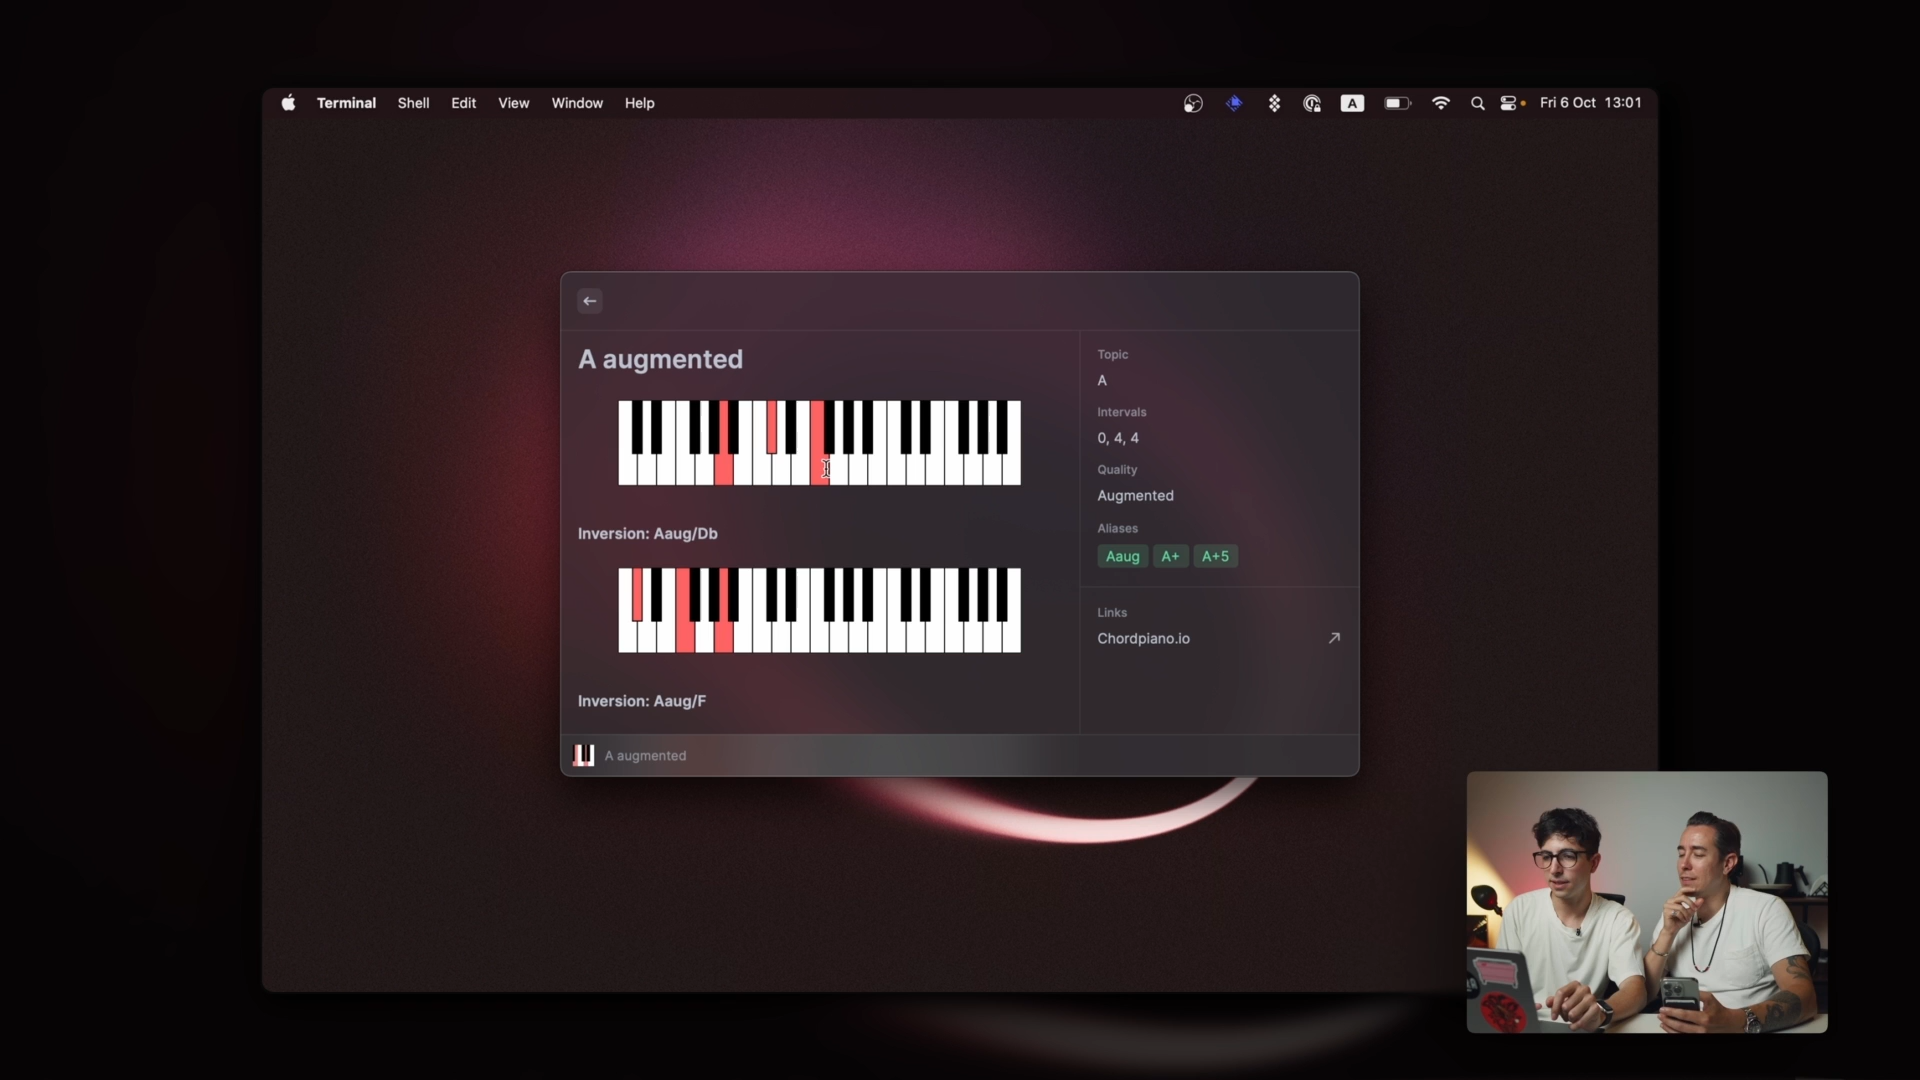 Terminal Shell Edit View Window Help A Fri 6 Oct 13:01
A augmented
Inversion: Aaug/Db
Inversion: Aaug/F
Topic
A
Intervals
0, 4, 4
Quality
Augmented
Aliases
Aaug A+ A+5
Links
Chordpiano.io
A augmented